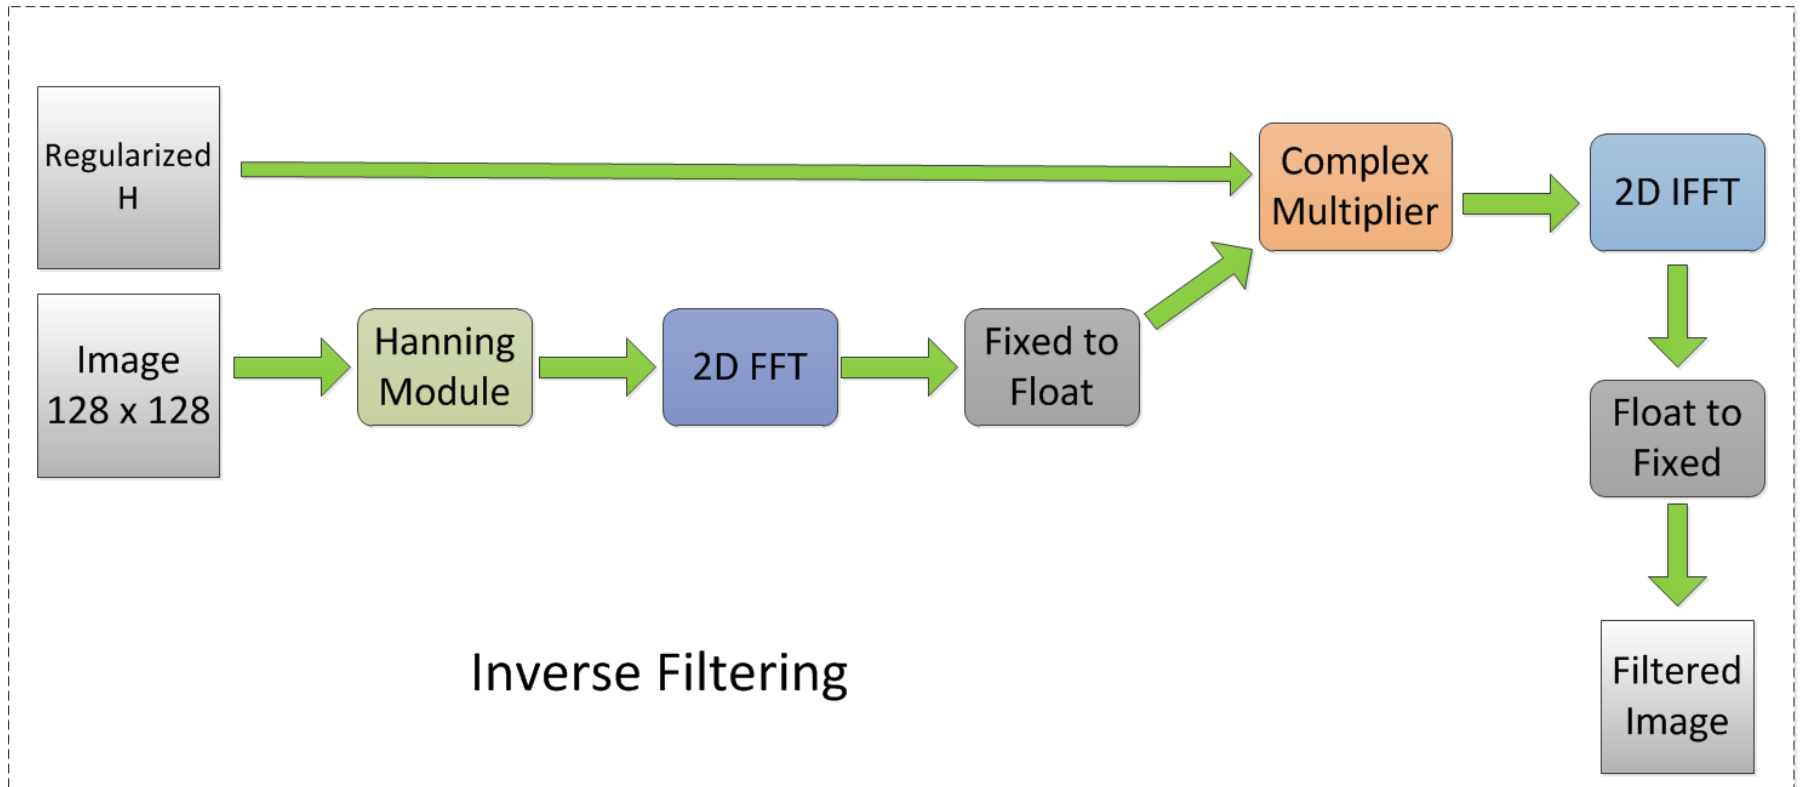 Regularized
H
Complex
Multiplier
2D IFFT
Image
128 x 128
Hanning
Module
2D FFT
Fixed to
Float
Float to
Fixed
Inverse Filtering
Filtered
Image